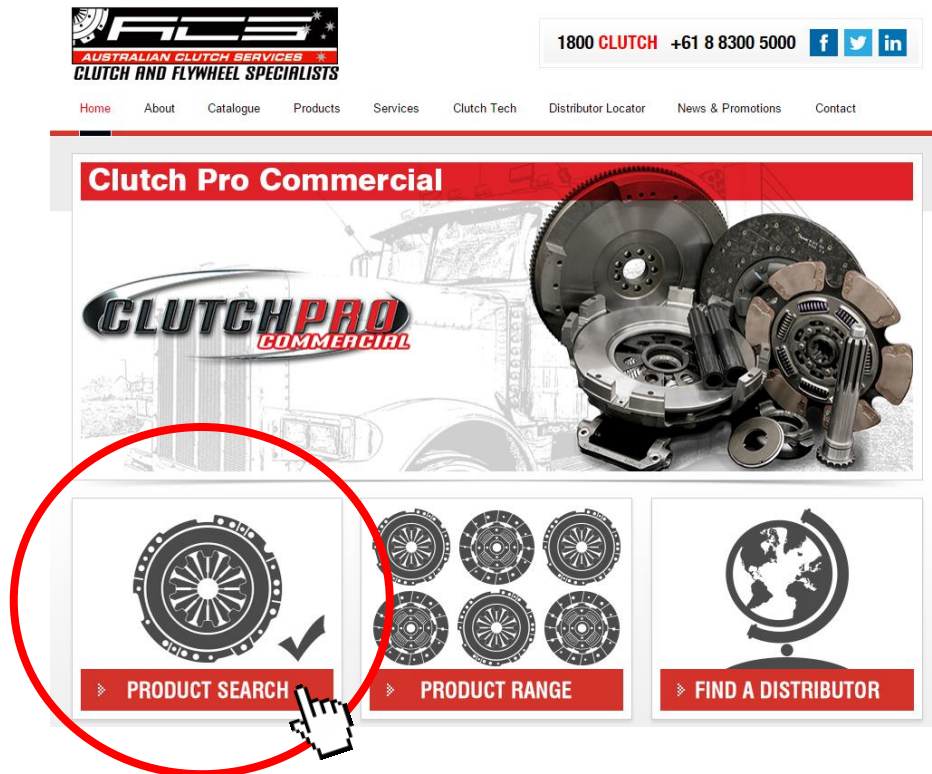 ACS
AUSTRALIAN CLUTCH SERVICES
CLUTCH AND FLYWHEEL SPECIALISTS
1800 CLUTCH +61 8 8300 5000
f in
Home About Catalogue Products Services Clutch Tech Distributor Locator News & Promotions Contact
Clutch Pro Commercial
CLUTCHPRO
COMMERCIAL
PRODUCT SEARCH PRODUCT RANGE FIND A DISTRIBUTOR